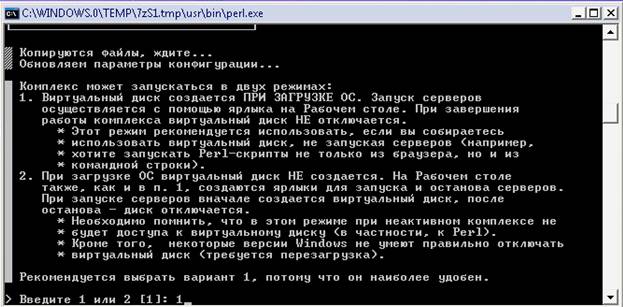 C:\WINDOWS.0\TEMP\7zS1.tmp\usr\bin\perl.exe
Копируются файлы, ждите...
Обновляем параметры конфигурации...
Комплекс может запускаться в двух режимах:
1. Виртуальный диск создается ПРИ ЗАГРУЗКЕ ОС. Запуск серверов
осуществляется с помощью ярлыка на Рабочем столе. При завершения
работы комплекса виртуальный диск НЕ отключается.
* Этот режим рекомендуется использовать, если вы собираетесь
* использовать виртуальный диск, не запуская серверов (например,
* хотите запускать Perl-скрипты не только из браузера, но и из
* командной строки).
2. При загрузке ОС виртуальный диск НЕ создается. На Рабочем столе
также, как и в п. 1, создаются ярлыки для запуска и останова серверов.
При запуске серверов вначале создается виртуальный диск, после
останова - диск отключается.
* Необходимо помнить, что в этом режиме при неактивном комплексе не
* будет доступа к виртуальному диску (в частности, к Perl).
* Кроме того, некоторые версии Windows не умеют правильно отключать
* виртуальный диск (требуется перезагрузка).
Рекомендуется выбрать вариант 1, потому что он наиболее удобен.
> Введите 1 или 2 [1]: 1_